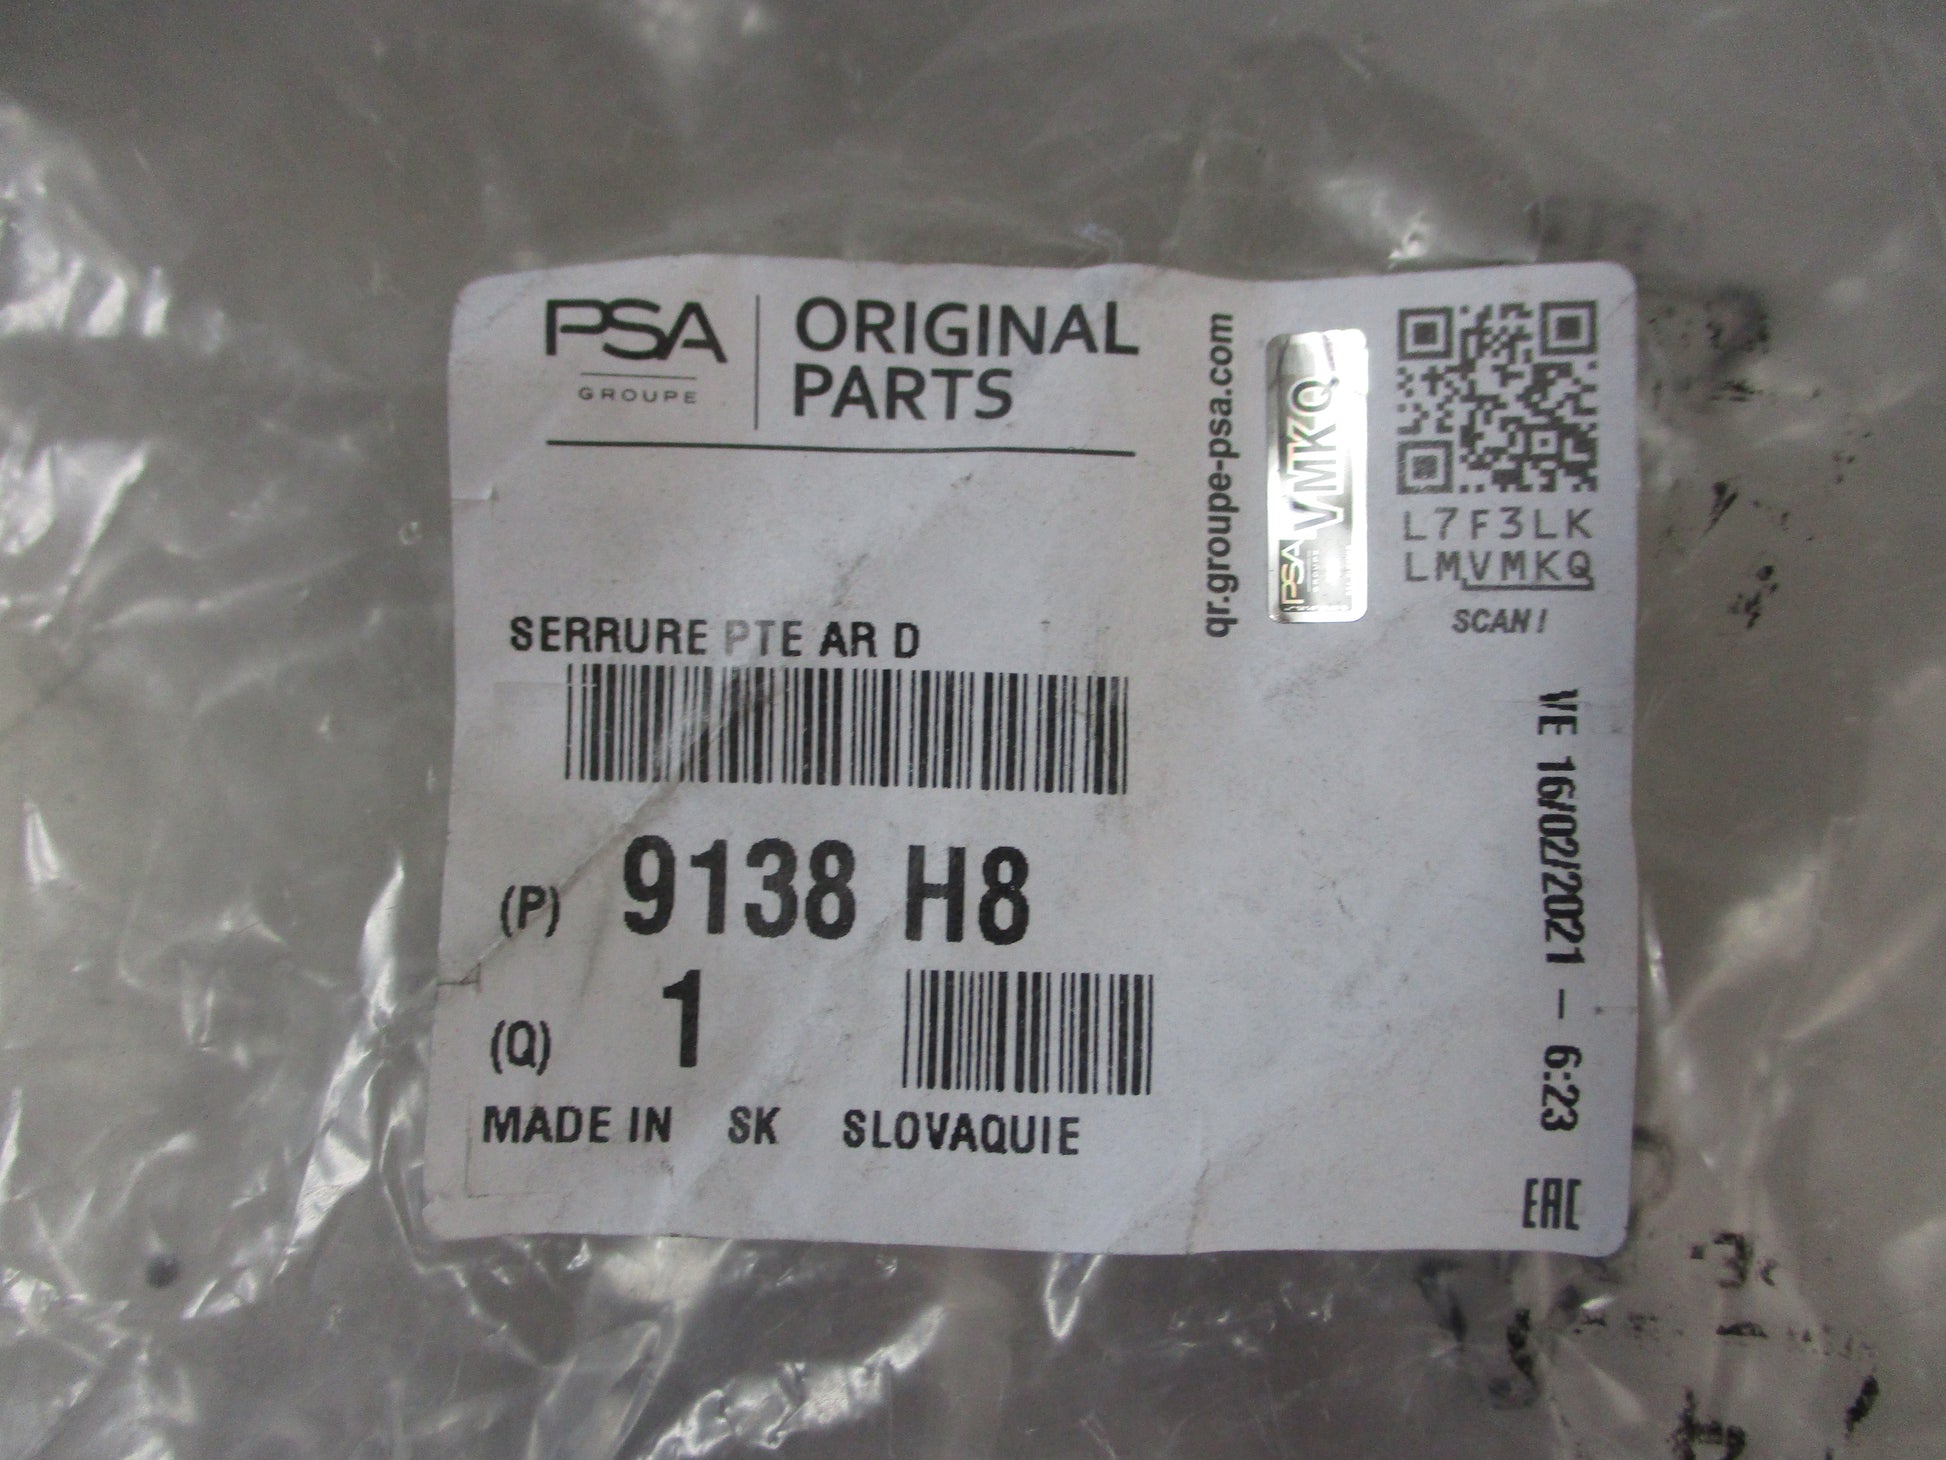 PSA
GROUPE
ORIGINAL
PARTS
qr.groupe-psa.com
PSA
GROUPE
VMKQ
L7F3LK
LMVMKQ
SCAN!
SERRURE PTE AR D
(P) 9138 H8
(Q) 1
MADE IN SK SLOVAQUIE
VE 16/02/2021 - 6:23
EAC